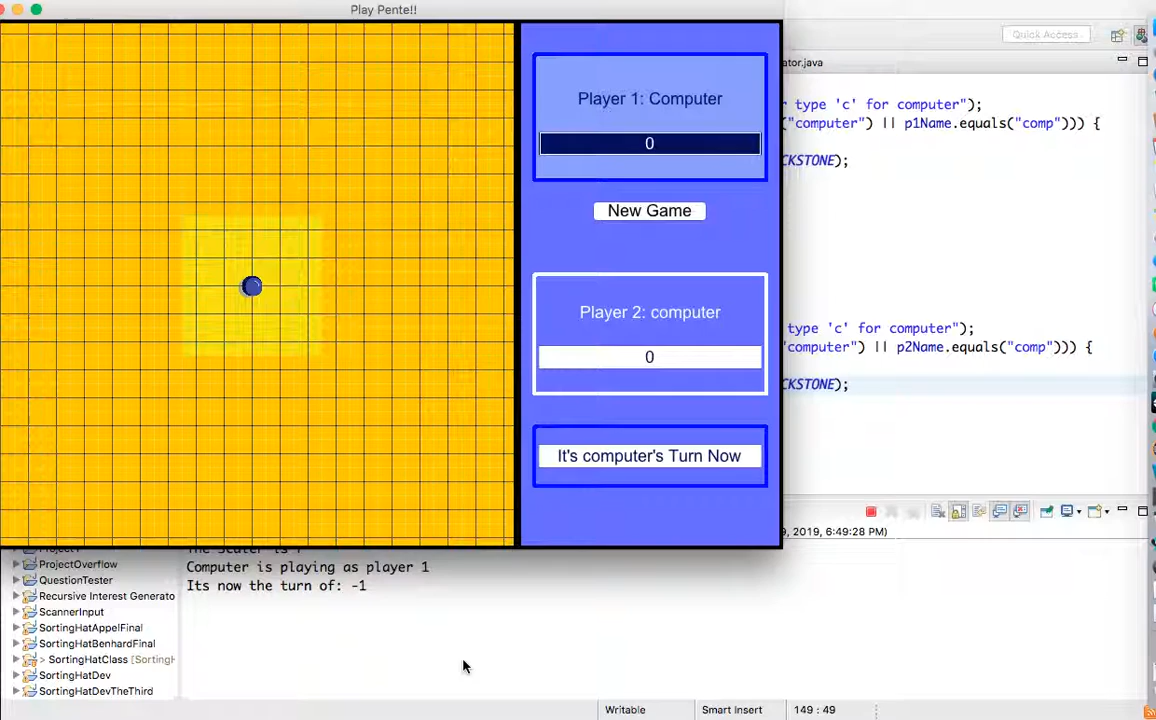 Play Pente!!
Quick Access
ator.java
Player 1: Computer
0
New Game
Player 2: computer
0
It's computer's Turn Now
r type 'c' for computer");
"computer") || p1Name.equals("comp"))) {
CKSTONE);
type 'c' for computer");
"computer") || p2Name.equals("comp"))) {
CKSTONE);
9, 2019, 6:49:28 PM)
Computer is playing as player 1
Its now the turn of: -1
ProjectOverflow
QuestionTester
Recursive Interest Generato
ScannerInput
SortingHatAppelFinal
SortingHatBenhardFinal
> SortingHatClass [SortingH
SortingHatDev
SortingHatDevTheThird
Writable
Smart Insert
149 : 49